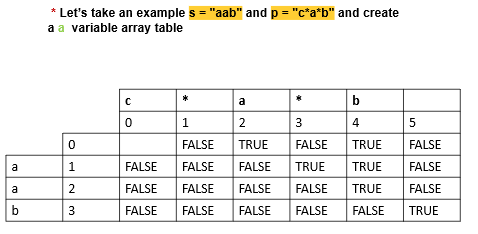 * Let's take an example s = "aab" and p = "c*a*b" and create
a a variable array table
c * a * b
0 1 2 3 4 5
0 FALSE TRUE FALSE TRUE FALSE
a 1 FALSE FALSE FALSE TRUE TRUE FALSE
a 2 FALSE FALSE FALSE FALSE TRUE FALSE
b 3 FALSE FALSE FALSE FALSE FALSE TRUE